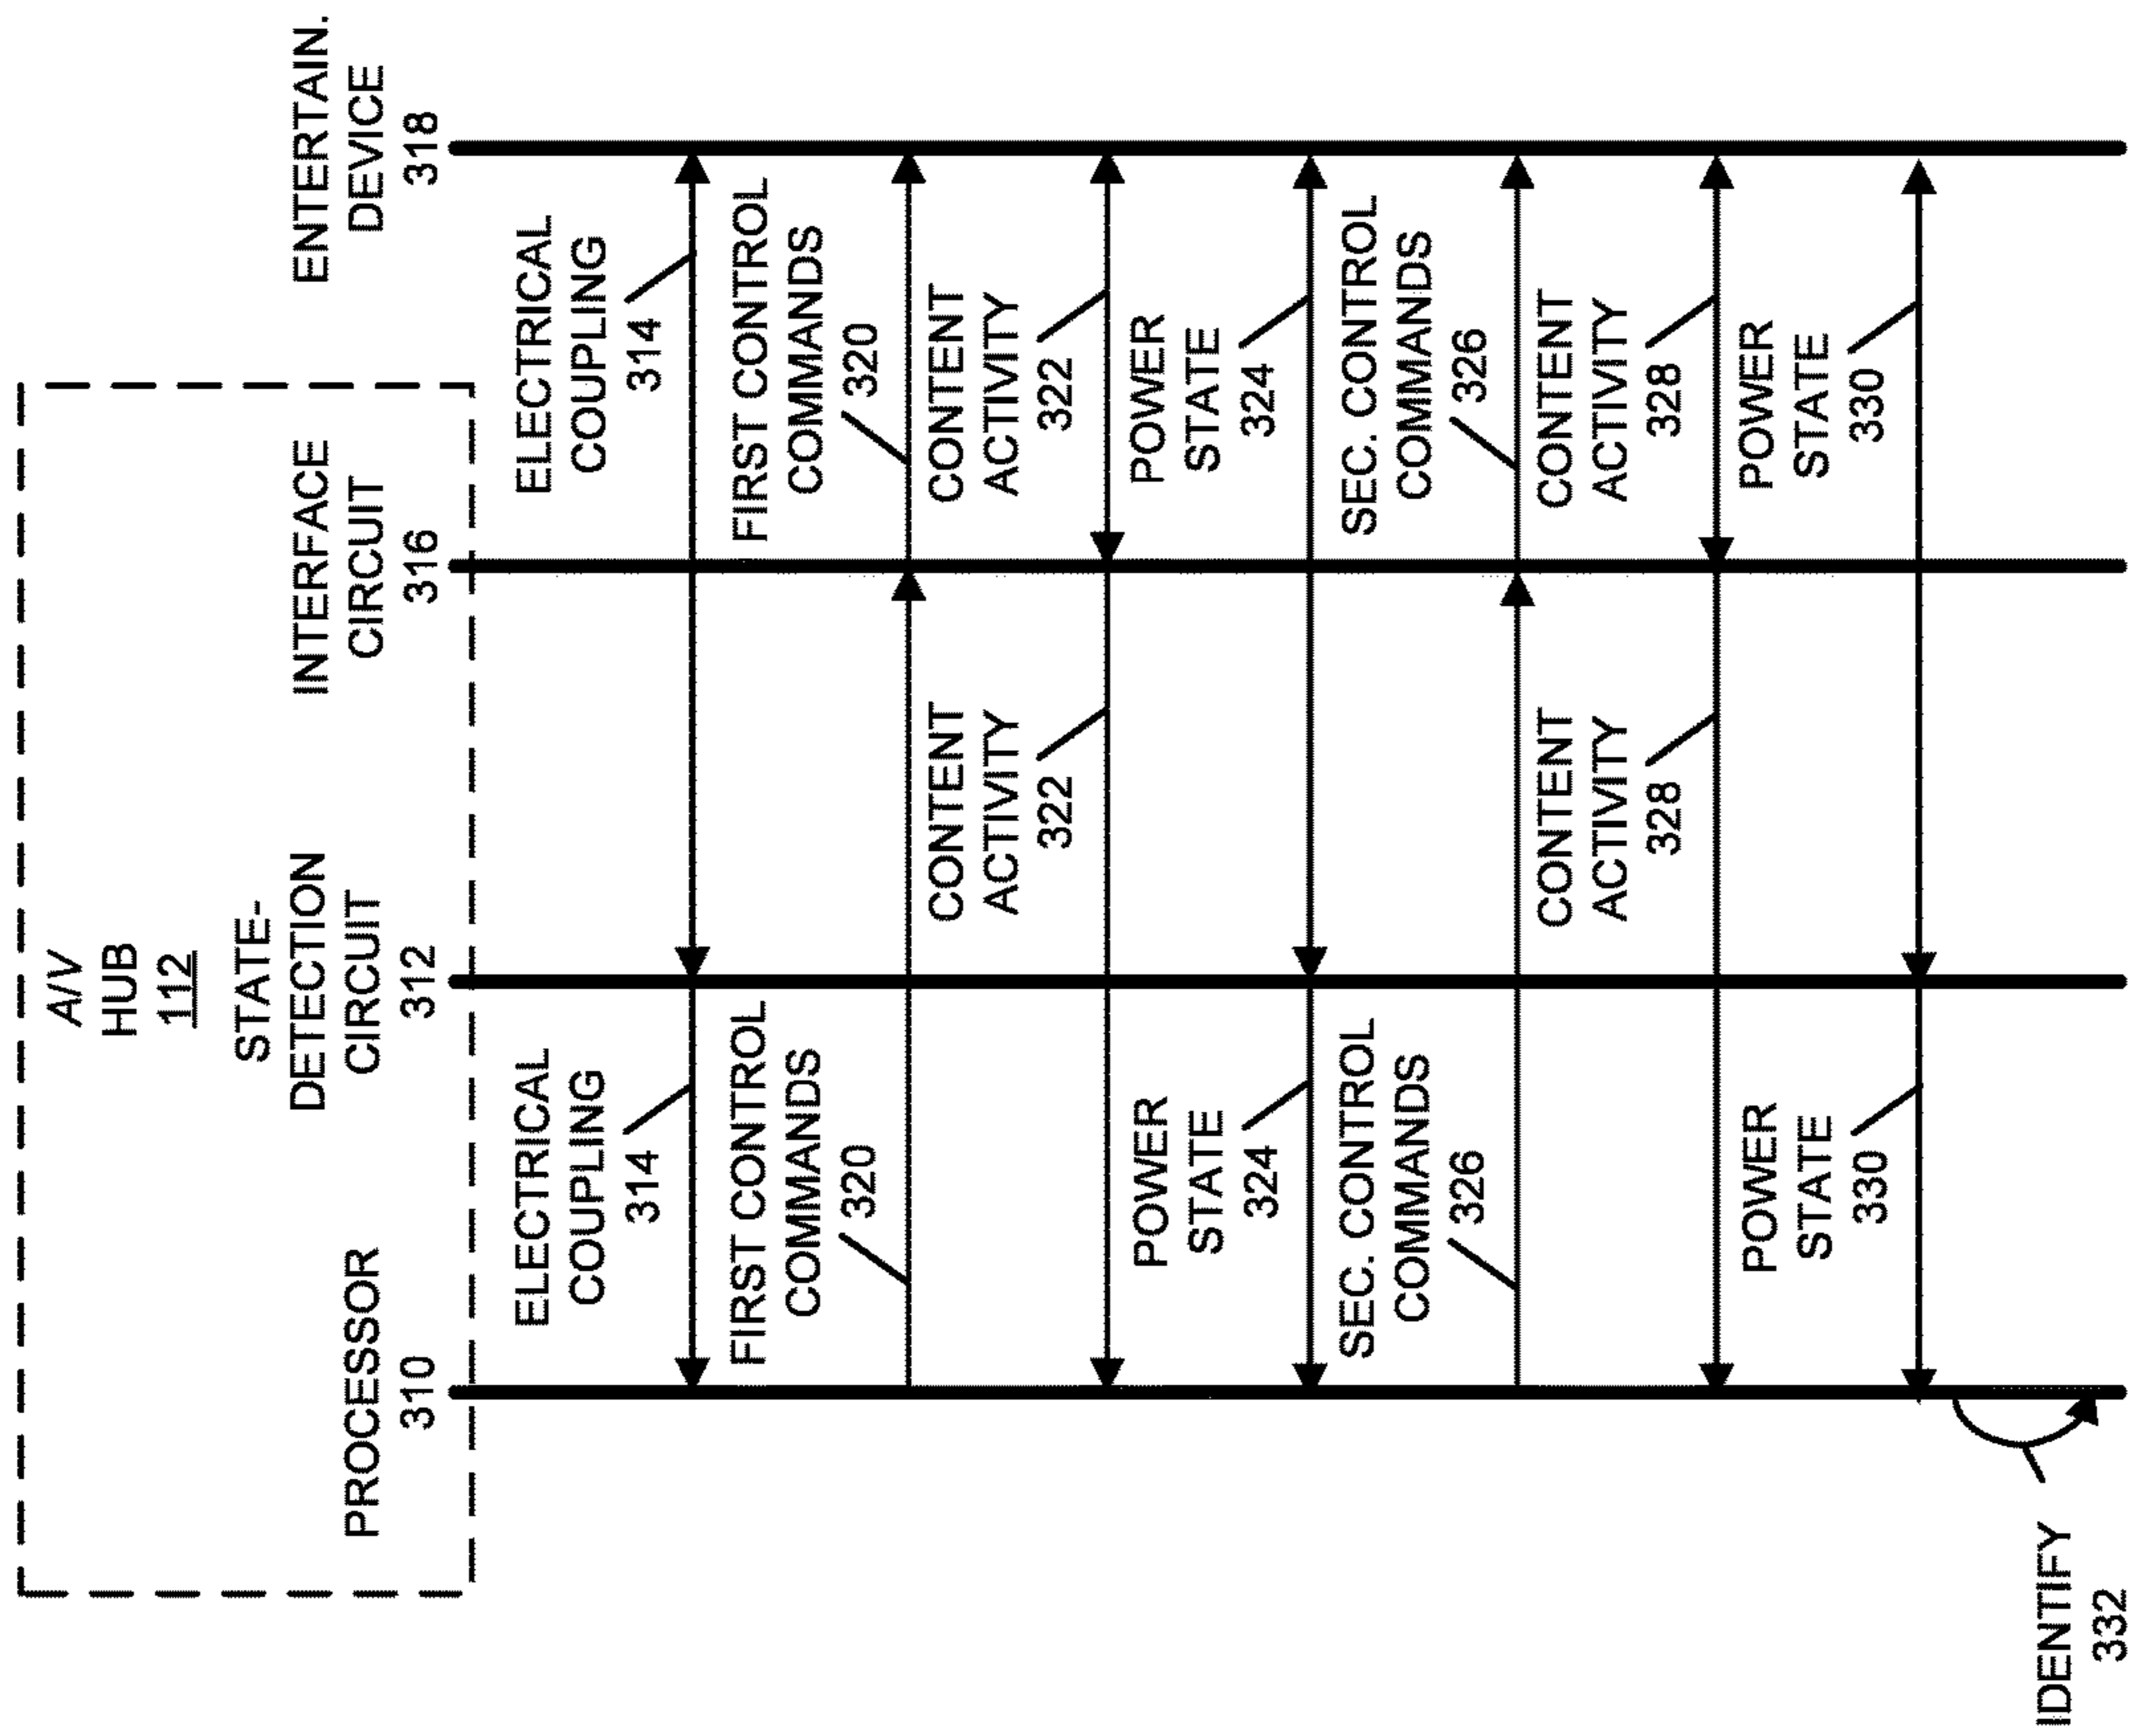 A/V
HUB
112
PROCESSOR
310
STATE-
DETECTION
CIRCUIT
312
INTERFACE
CIRCUIT
316
ENTERTAIN.
DEVICE
318
ELECTRICAL
COUPLING
314
ELECTRICAL
COUPLING
314
FIRST CONTROL
COMMANDS
320
FIRST CONTROL
COMMANDS
320
CONTENT
ACTIVITY
322
CONTENT
ACTIVITY
322
POWER
STATE
324
POWER
STATE
324
SEC. CONTROL
COMMANDS
326
SEC. CONTROL
COMMANDS
326
CONTENT
ACTIVITY
328
CONTENT
ACTIVITY
328
POWER
STATE
330
POWER
STATE
330
IDENTIFY
332